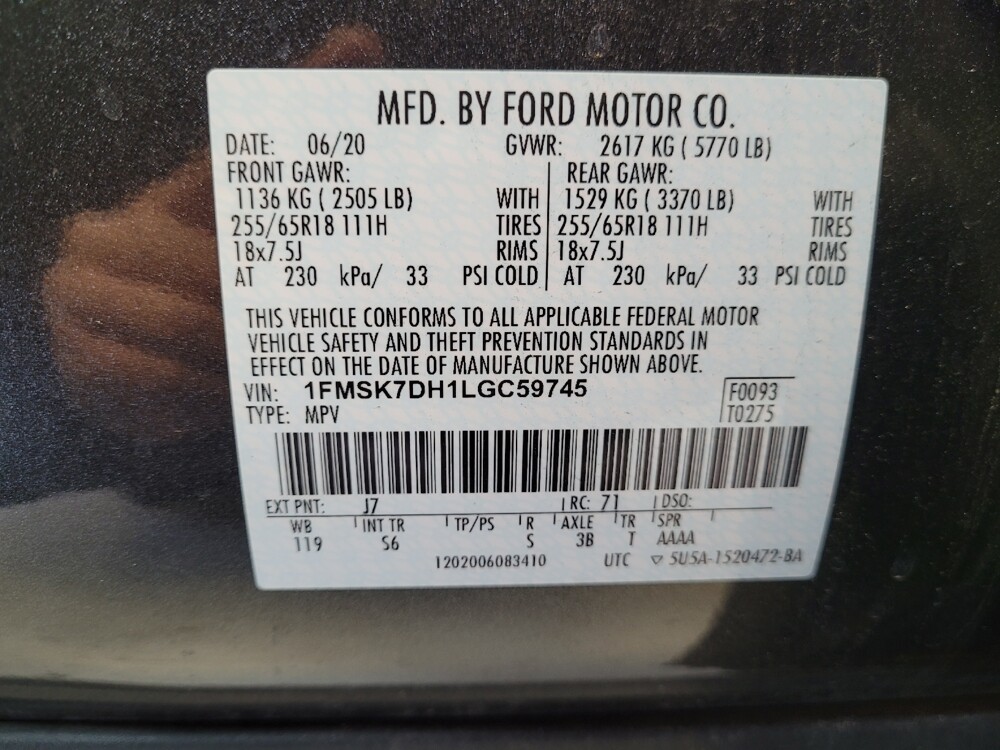 MFD. BY FORD MOTOR CO.
DATE: 06/20 GVWR: 2617 KG ( 5770 LB)
FRONT GAWR: REAR GAWR:
1136 KG ( 2505 LB) WITH 1529 KG ( 3370 LB) WITH
255/65R18 111H TIRES 255/65R18 111H TIRES
18x7.5J RIMS 18x7.5J RIMS
AT 230 kPa/ 33 PSI COLD AT 230 kPa/ 33 PSI COLD
THIS VEHICLE CONFORMS TO ALL APPLICABLE FEDERAL MOTOR
VEHICLE SAFETY AND THEFT PREVENTION STANDARDS IN
EFFECT ON THE DATE OF MANUFACTURE SHOWN ABOVE.
VIN: 1FMSK7DH1LGC59745 F0093
TYPE: MPV T0275
EXT PNT: J7 RC: 71 DSO:
WB INT TR TP/PS R AXLE TR SPR
119 S6 S 3B T AAAA
1202006083410 UTC ▽ 5U5A-1520472-BA